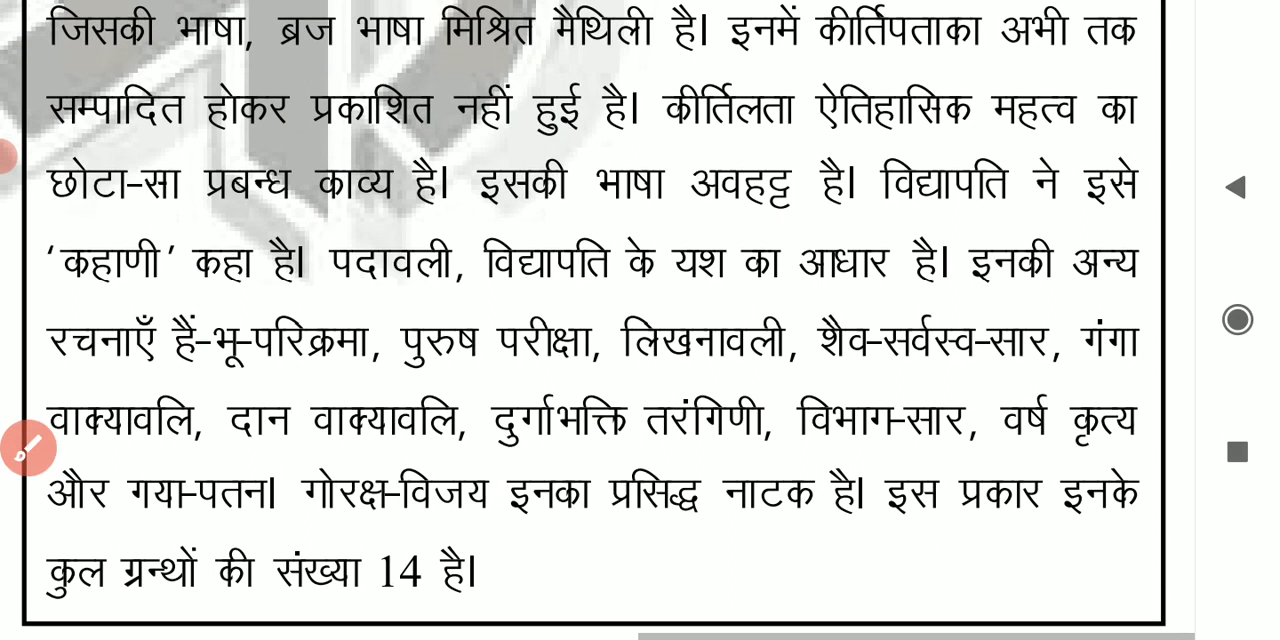 जिसकी भाषा, ब्रज भाषा मिश्रित मैथिली है। इनमें कीर्तिपताका अभी तक
सम्पादित होकर प्रकाशित नहीं हुई है। कीर्तिलता ऐतिहासिक महत्व का
छोटा-सा प्रबन्ध काव्य है। इसकी भाषा अवहट्ट है। विद्यापति ने इसे
‘कहाणी’ कहा है। पदावली, विद्यापति के यश का आधार है। इनकी अन्य
रचनाएँ हैं-भू-परिक्रमा, पुरुष परीक्षा, लिखनावली, शैव-सर्वस्व-सार, गंगा
वाक्यावलि, दान वाक्यावलि, दुर्गाभक्ति तरंगिणी, विभाग-सार, वर्ष कृत्य
और गया-पतन। गोरक्ष-विजय इनका प्रसिद्ध नाटक है। इस प्रकार इनके
कुल ग्रन्थों की संख्या 14 है।